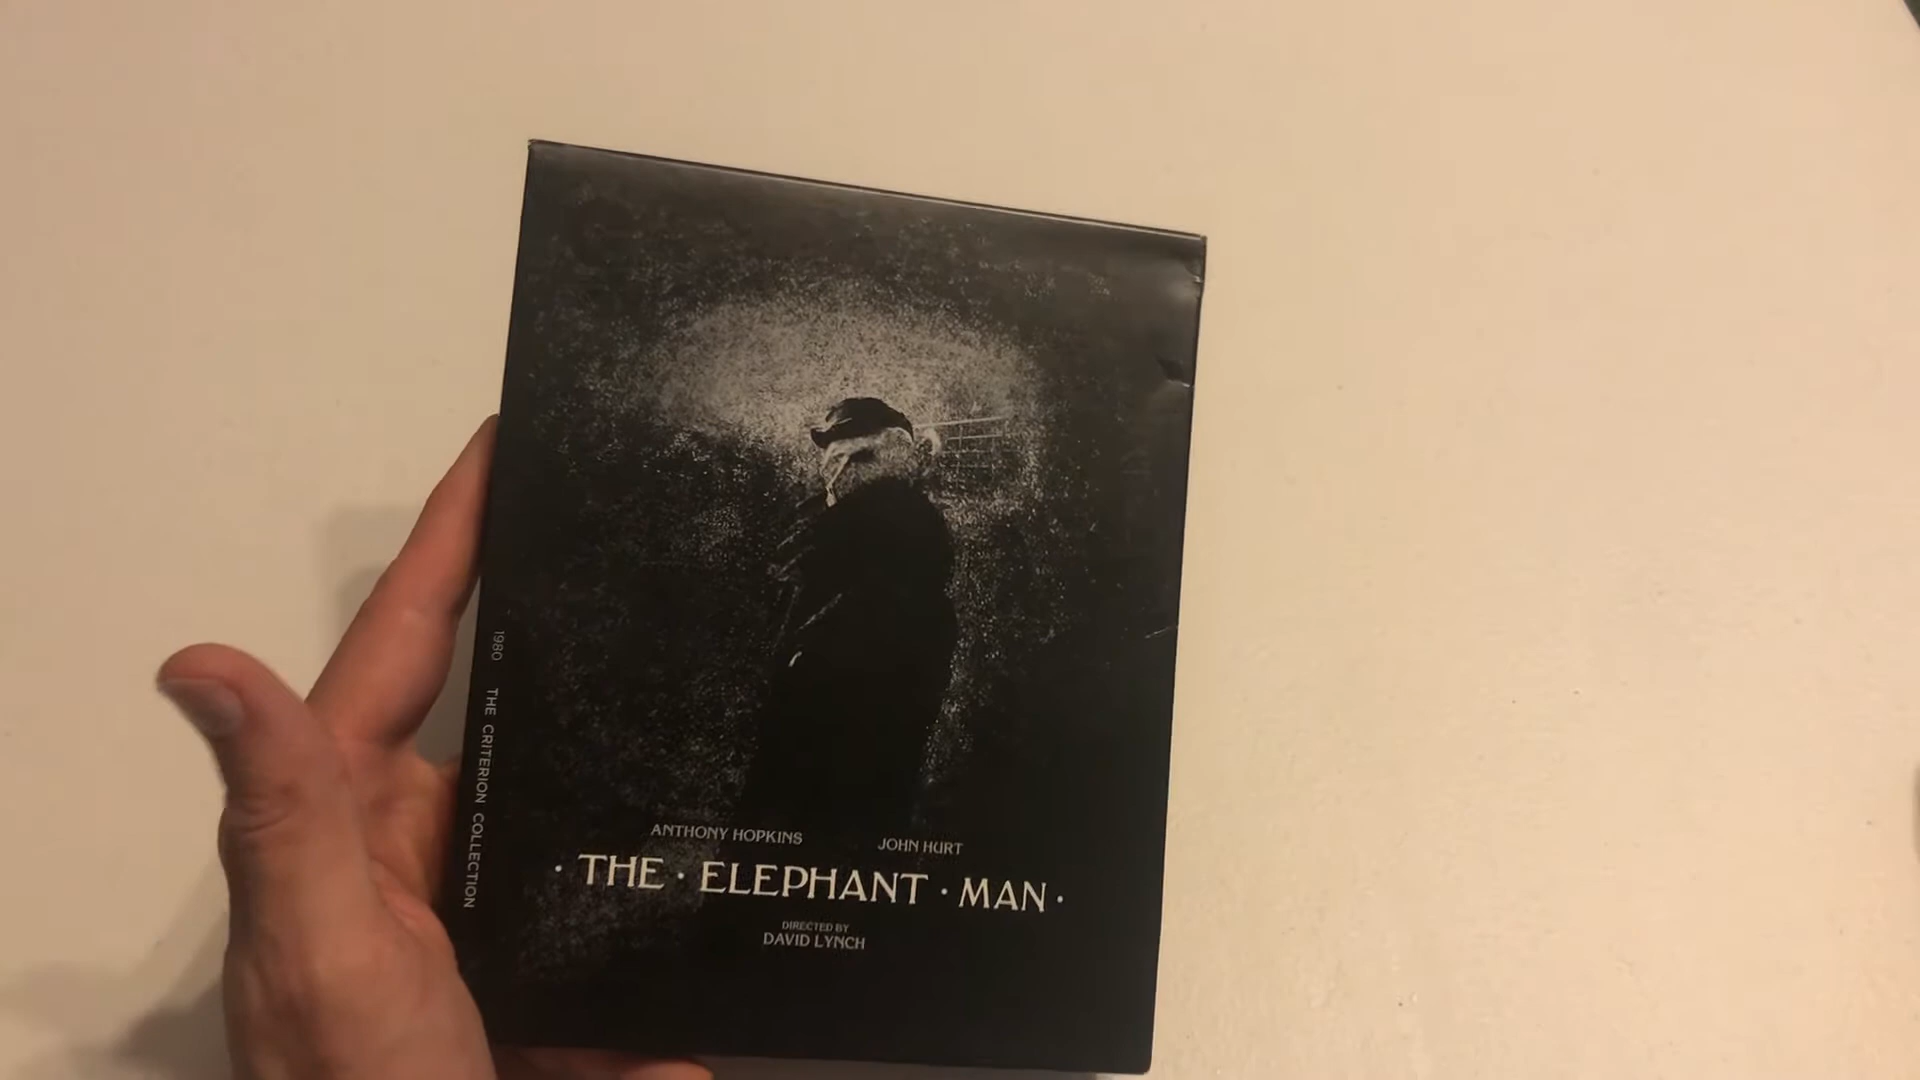 1980 THE CRITERION COLLECTION
ANTHONY HOPKINS JOHN HURT
· THE · ELEPHANT · MAN ·
DIRECTED BY
DAVID LYNCH